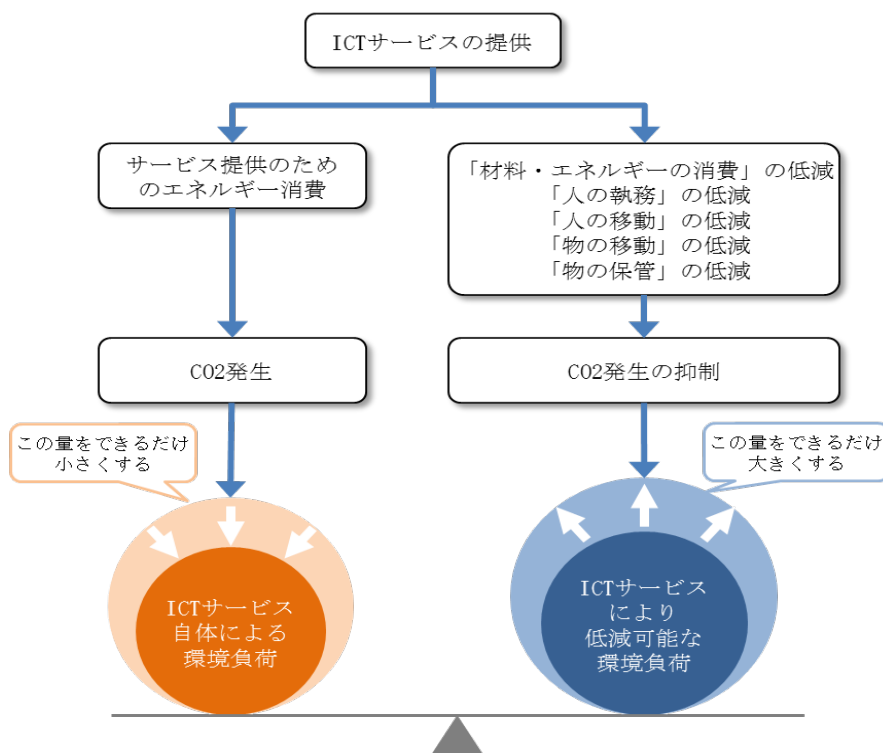 ICTサービスの提供
サービス提供のため
のエネルギー消費
「材料・エネルギーの消費」の低減
「人の執務」の低減
「人の移動」の低減
「物の移動」の低減
「物の保管」の低減
CO2発生
CO2発生の抑制
この量をできるだけ
小さくする
この量をできるだけ
大きくする
ICTサービス
自体による
環境負荷
ICTサービス
により
低減可能な
環境負荷